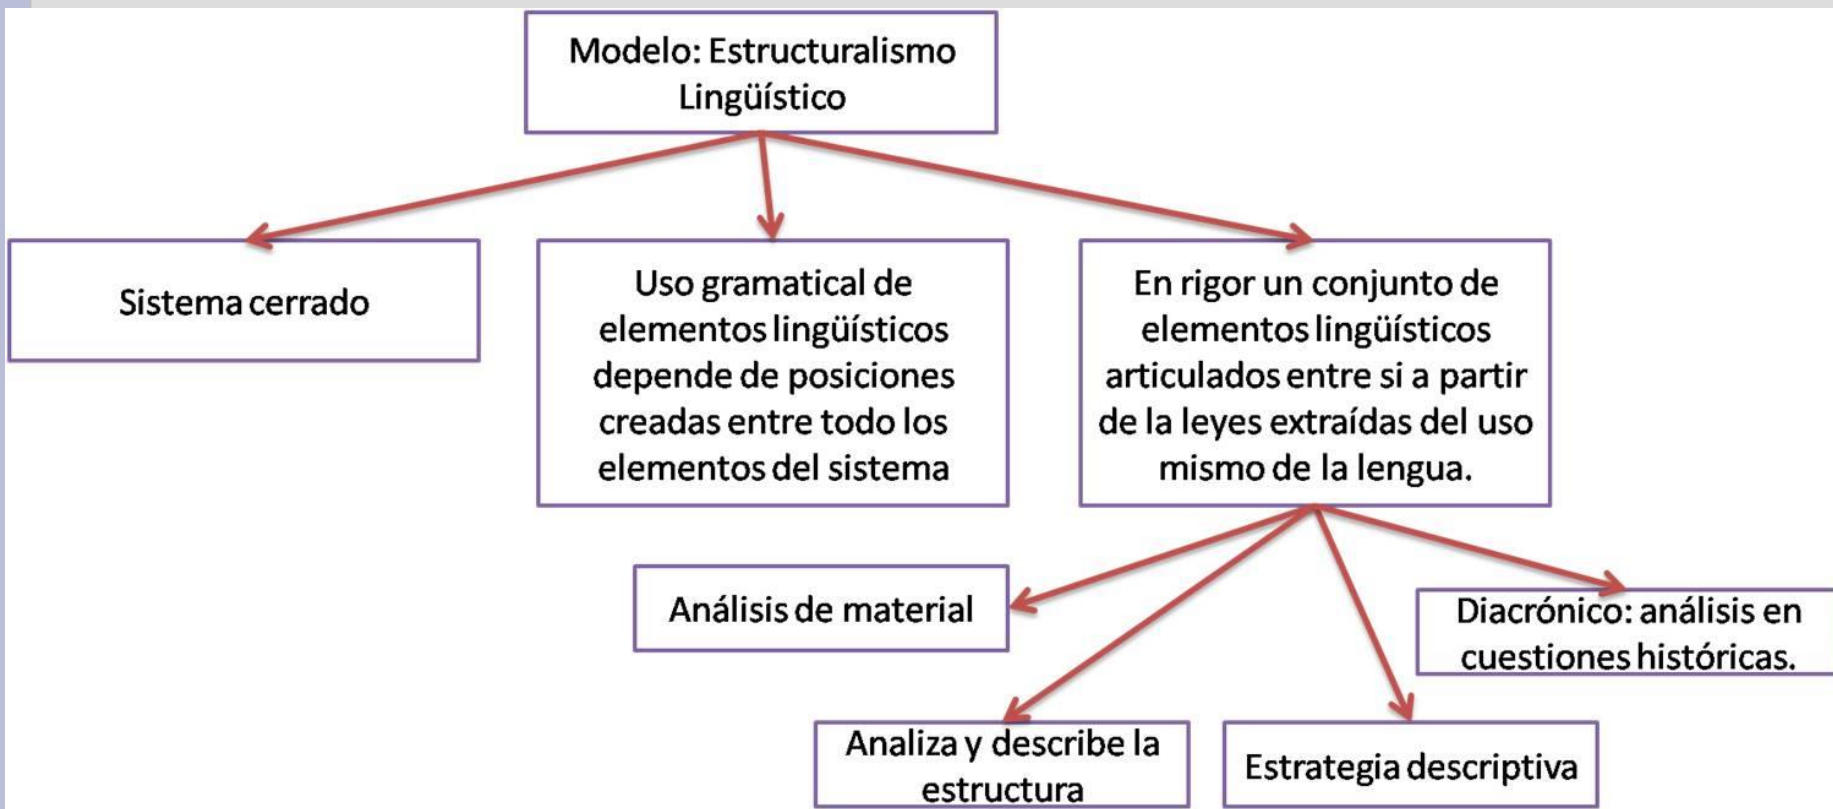 Modelo: Estructuralismo
Lingüístico
Sistema cerrado
Uso gramatical de
elementos lingüísticos
depende de posiciones
creadas entre todo los
elementos del sistema
En rigor un conjunto de
elementos lingüísticos
articulados entre si a partir
de la leyes extraídas del uso
mismo de la lengua.
Análisis de material
Diacrónico: análisis en
cuestiones históricas.
Analiza y describe la
estructura
Estrategia descriptiva